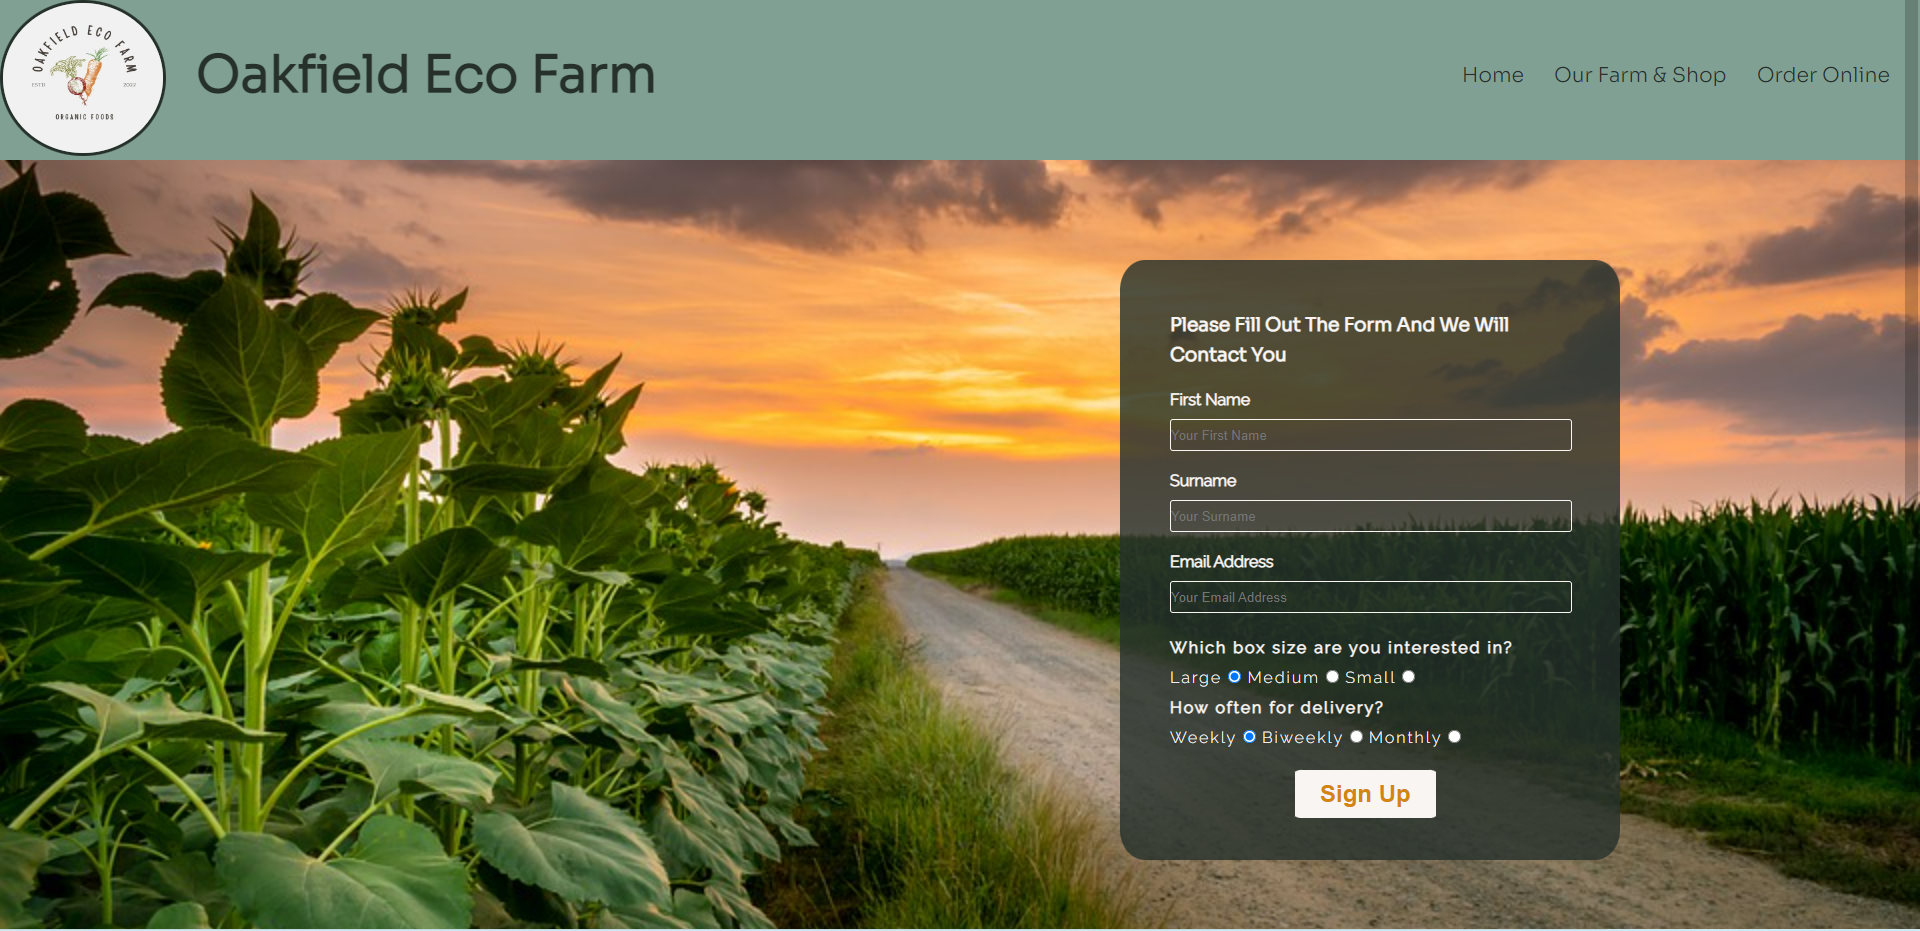 OAKFIELD ECO FARM
ESTD 2022
ORGANIC FOODS
Oakfield Eco Farm
Home Our Farm & Shop Order Online
Please Fill Out The Form And We Will
Contact You
First Name
Your First Name
Surname
Your Surname
Email Address
Your Email Address
Which box size are you interested in?
Large Medium Small
How often for delivery?
Weekly Biweekly Monthly
Sign Up